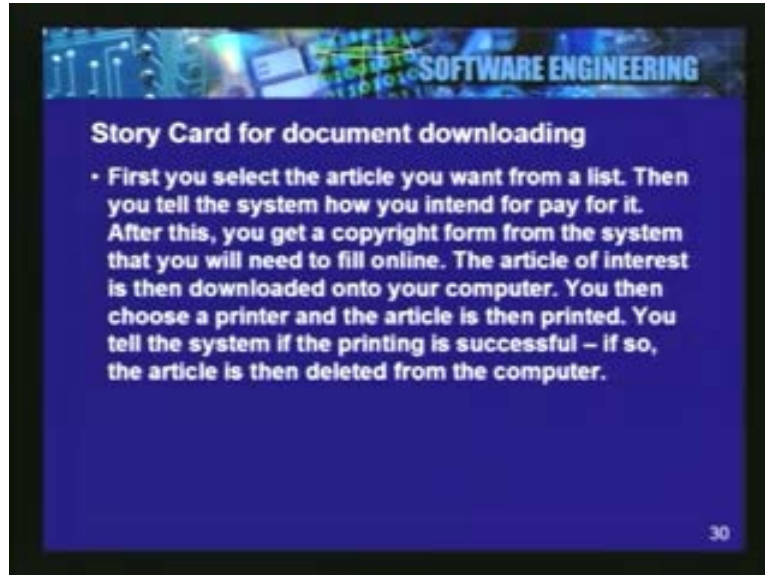 SOFTWARE ENGINEERING
Story Card for document downloading
• First you select the article you want from a list. Then
you tell the system how you intend for pay for it.
After this, you get a copyright form from the system
that you will need to fill online. The article of interest
is then downloaded onto your computer. You then
choose a printer and the article is then printed. You
tell the system if the printing is successful – if so,
the article is then deleted from the computer.
30